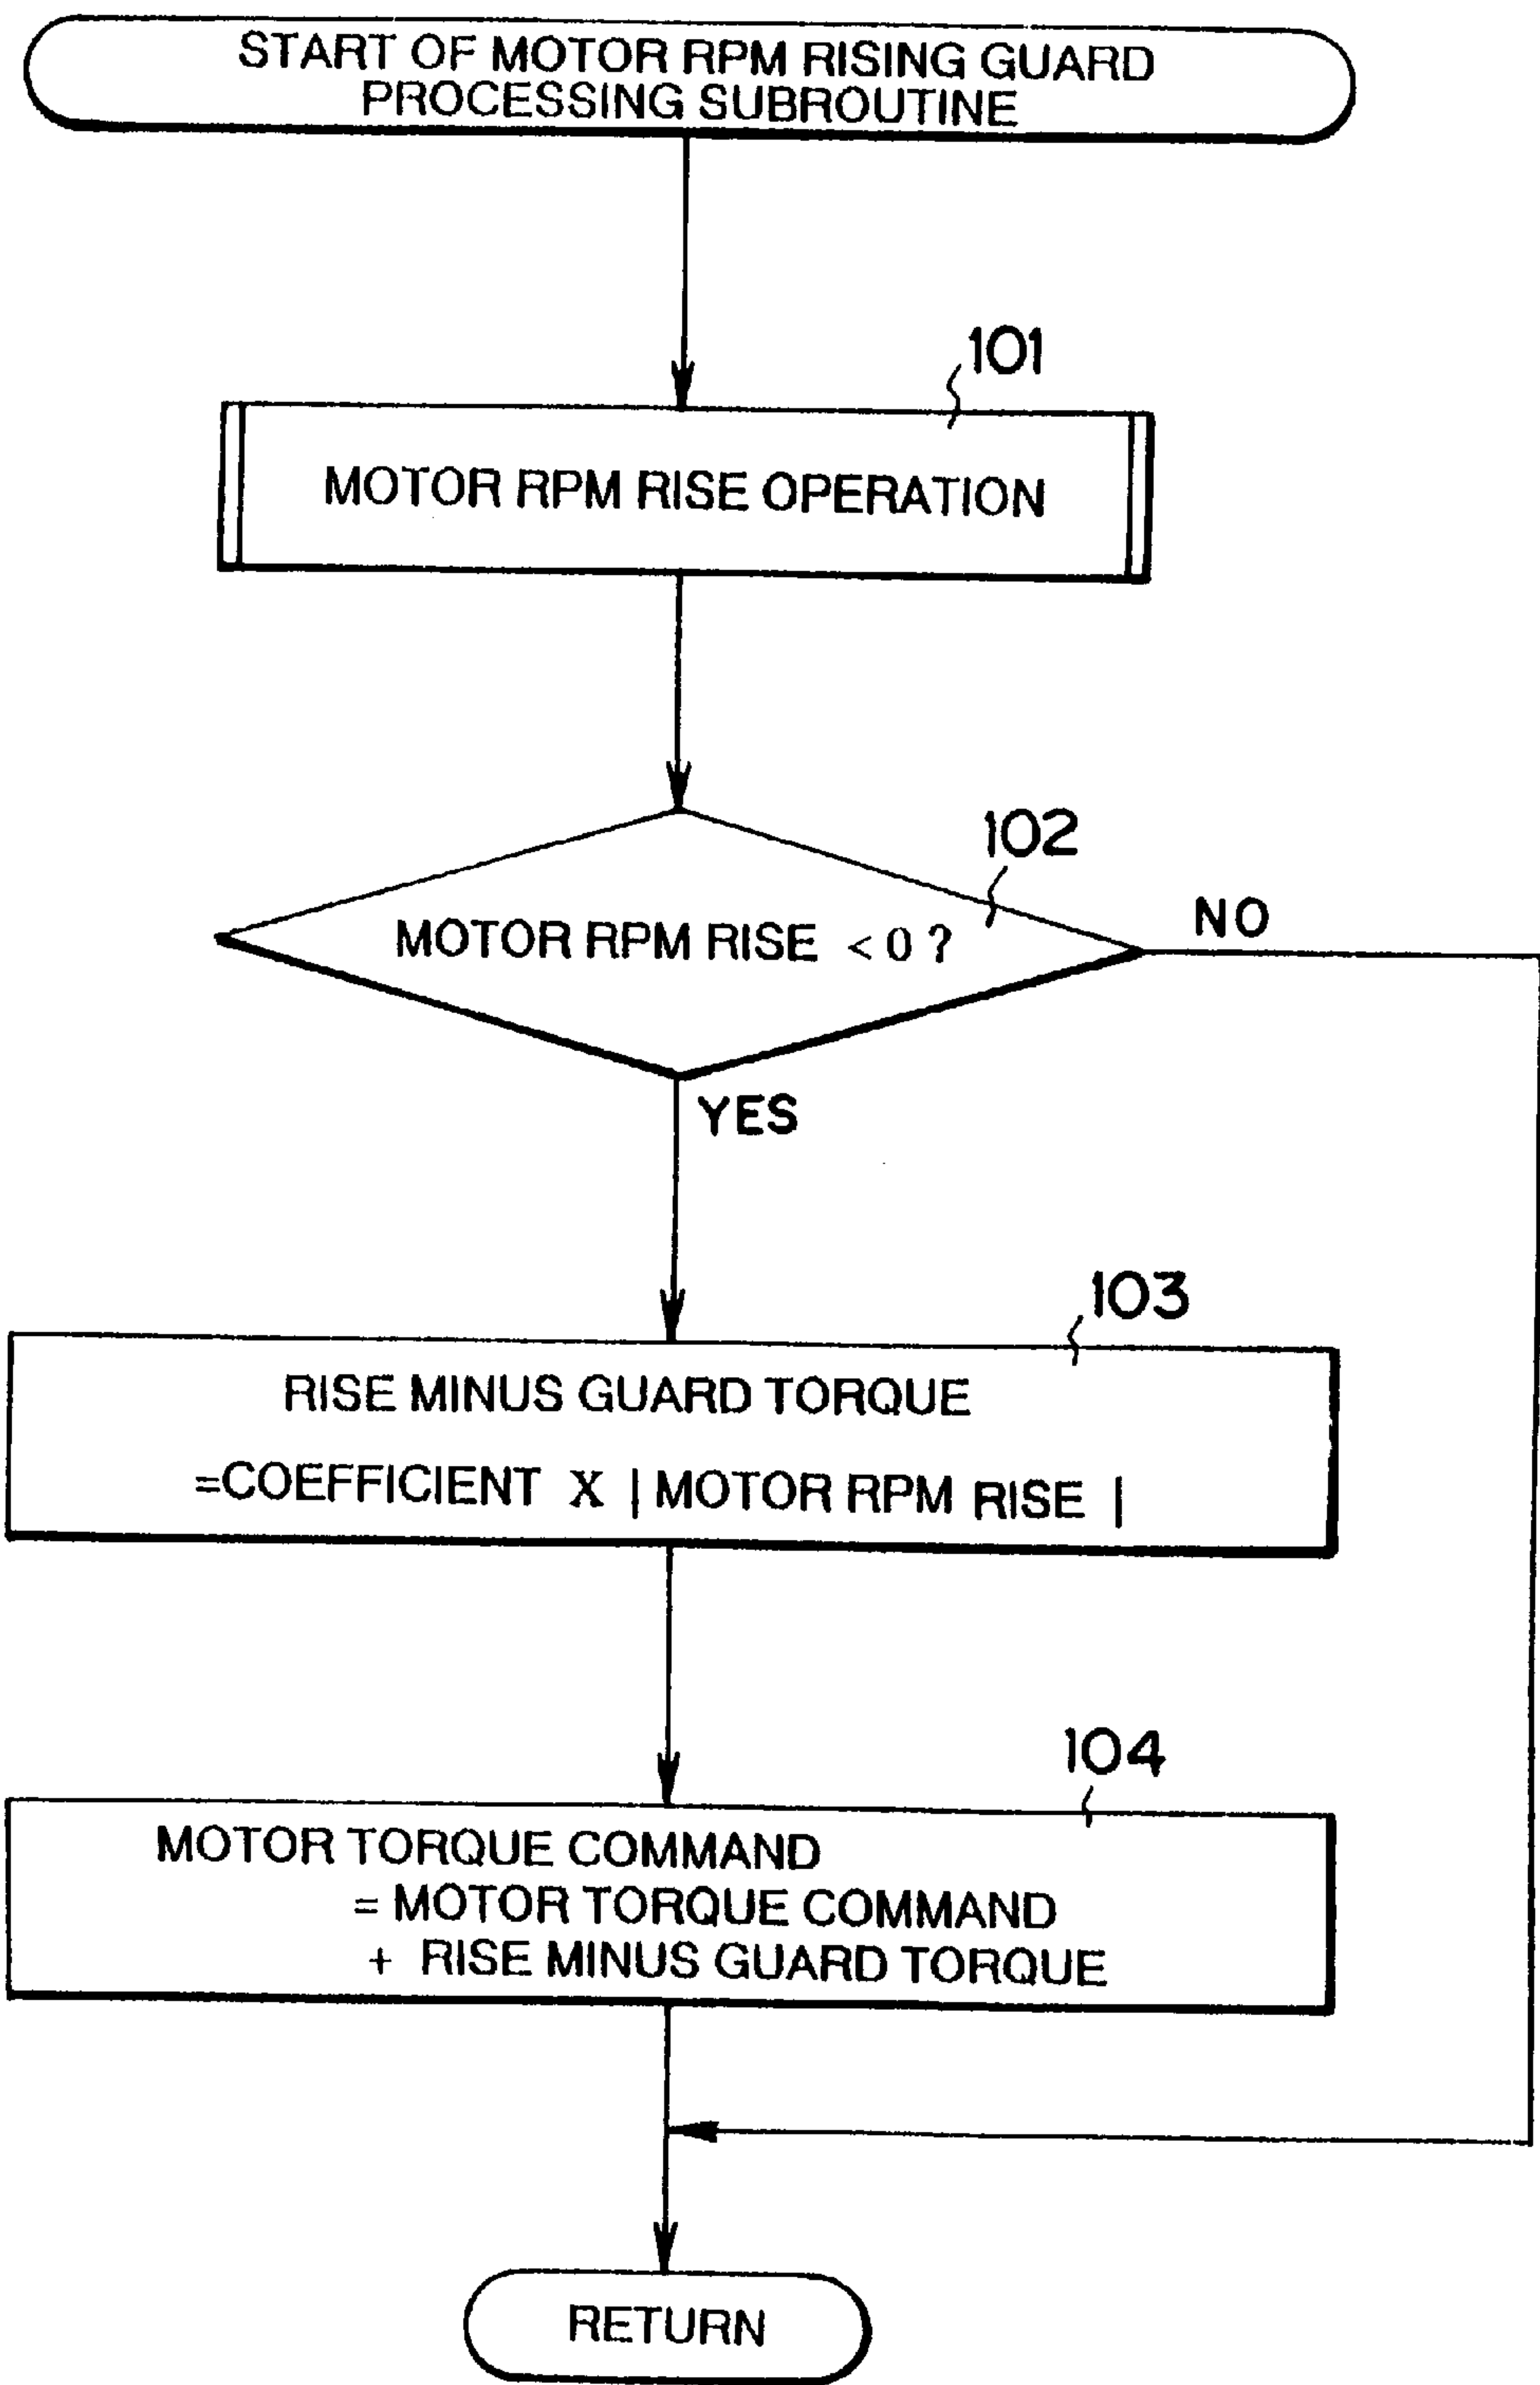 START OF MOTOR RPM RISING GUARD
PROCESSING SUBROUTINE
101
MOTOR RPM RISE OPERATION
102
MOTOR RPM RISE < 0 ?
NO
YES
103
RISE MINUS GUARD TORQUE
=COEFFICIENT X | MOTOR RPM RISE |
104
MOTOR TORQUE COMMAND
= MOTOR TORQUE COMMAND
+ RISE MINUS GUARD TORQUE
RETURN